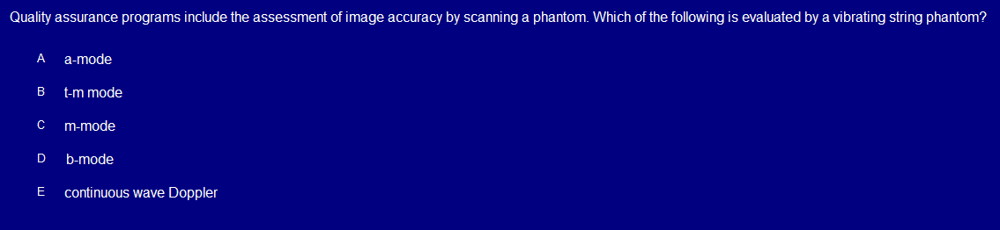 Quality assurance programs include the assessment of image accuracy by scanning a phantom. Which of the following is evaluated by a vibrating string phantom?
A a-mode
B t-m mode
C m-mode
D b-mode
E continuous wave Doppler